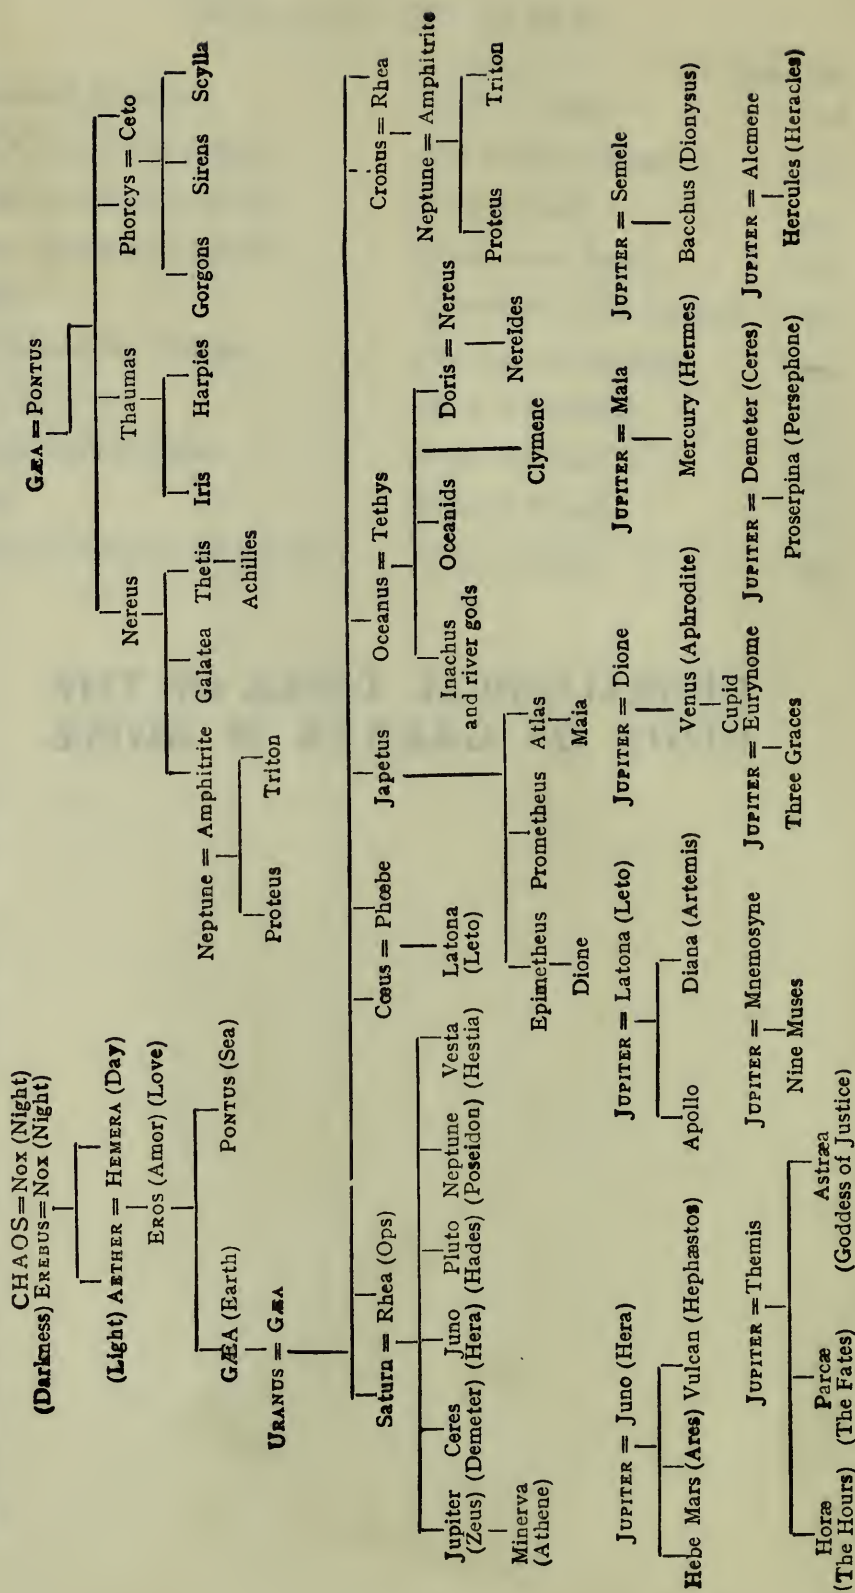 CHAOS=NOX (Night)
(Darkness) EREBUS=NOX (Night)
(Light) AETHER = HEMERA (Day)
EROS (Amor) (Love)
GÆA (Earth) PONTUS (Sea)
URANUS = GÆA
GÆA = PONTUS
Nereus Thaumas Phorcys = Ceto
Neptune = Amphitrite Galatea Thetis Iris Harpies Gorgons Sirens Scylla
Achilles
Proteus Triton
Saturn = Rhea (Ops) Cœus = Phœbe Japetus Oceanus = Tethys Cronus = Rhea
Neptune = Amphitrite
Jupiter Ceres Juno Pluto Neptune Vesta Latona Inachus Oceanids Doris = Nereus
(Zeus) (Demeter) (Hera) (Hades) (Poseidon) (Hestia) (Leto) and river gods
Proteus Triton
Minerva Nereides
(Athene) Clymene
Epimetheus Prometheus Atlas
Dione Maia
JUPITER = Juno (Hera) JUPITER = Latona (Leto) JUPITER = Dione JUPITER = Maia JUPITER = Semele
Hebe Mars (Ares) Vulcan (Hephæstos) Apollo Diana (Artemis) Venus (Aphrodite) Mercury (Hermes) Bacchus (Dionysus)
Cupid
JUPITER = Themis JUPITER = Mnemosyne JUPITER = Eurynome JUPITER = Demeter (Ceres) JUPITER = Alcmene
Nine Muses Three Graces Proserpina (Persephone) Hercules (Heracles)
Horæ Parcæ Astræa
(The Hours) (The Fates) (Goddess of Justice)